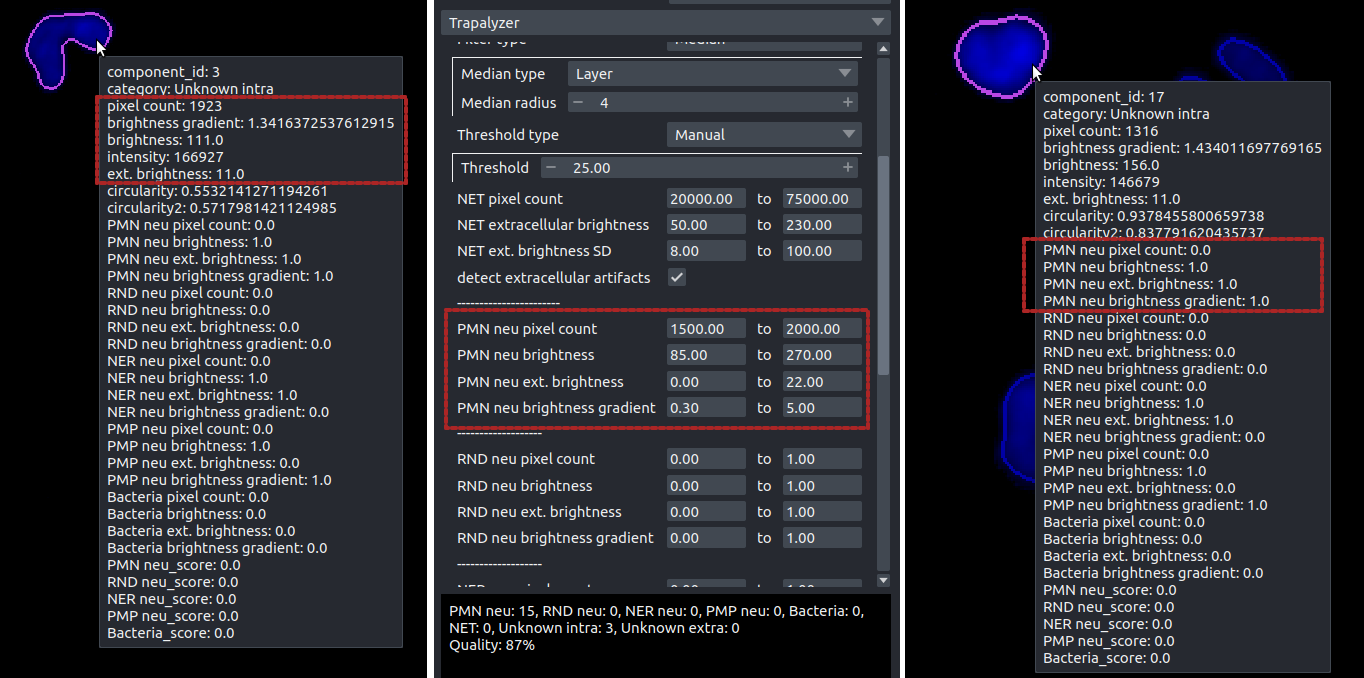 component_id: 3
category: Unknown intra
pixel count: 1923
brightness gradient: 1.3416372537612915
brightness: 111.0
intensity: 166927
ext. brightness: 11.0
circularity: 0.5532141271194261
circularity2: 0.5717981421124985
PMN neu pixel count: 0.0
PMN neu brightness: 1.0
PMN neu ext. brightness: 1.0
PMN neu brightness gradient: 1.0
RND neu pixel count: 0.0
RND neu brightness: 0.0
RND neu ext. brightness: 0.0
RND neu brightness gradient: 0.0
NER neu pixel count: 0.0
NER neu brightness: 1.0
NER neu ext. brightness: 1.0
NER neu brightness gradient: 0.0
PMP neu pixel count: 0.0
PMP neu brightness: 1.0
PMP neu ext. brightness: 0.0
PMP neu brightness gradient: 1.0
Bacteria pixel count: 0.0
Bacteria brightness: 0.0
Bacteria ext. brightness: 0.0
Bacteria brightness gradient: 0.0
PMN neu_score: 0.0
RND neu_score: 0.0
NER neu_score: 0.0
PMP neu_score: 0.0
Bacteria_score: 0.0
Trapalyzer
Filter type Median
Median type Layer
Median radius − 4 +
Threshold type Manual
Threshold − 25.00 +
NET pixel count 20000.00 to 75000.00
NET extracellular brightness 50.00 to 230.00
NET ext. brightness SD 8.00 to 100.00
detect extracellular artifacts
-----------------------
PMN neu pixel count 1500.00 to 2000.00
PMN neu brightness 85.00 to 270.00
PMN neu ext. brightness 0.00 to 22.00
PMN neu brightness gradient 0.30 to 5.00
-------------------
RND neu pixel count 0.00 to 1.00
RND neu brightness 0.00 to 1.00
RND neu ext. brightness 0.00 to 1.00
RND neu brightness gradient 0.00 to 1.00
-------------------
PMN neu: 15, RND neu: 0, NER neu: 0, PMP neu: 0, Bacteria: 0,
NET: 0, Unknown intra: 3, Unknown extra: 0
Quality: 87%
component_id: 17
category: Unknown intra
pixel count: 1316
brightness gradient: 1.434011697769165
brightness: 156.0
intensity: 146679
ext. brightness: 11.0
circularity: 0.9378455800659738
circularity2: 0.837791620435737
PMN neu pixel count: 0.0
PMN neu brightness: 1.0
PMN neu ext. brightness: 1.0
PMN neu brightness gradient: 1.0
RND neu pixel count: 0.0
RND neu brightness: 0.0
RND neu ext. brightness: 0.0
RND neu brightness gradient: 0.0
NER neu pixel count: 0.0
NER neu brightness: 1.0
NER neu ext. brightness: 1.0
NER neu brightness gradient: 0.0
PMP neu pixel count: 0.0
PMP neu brightness: 1.0
PMP neu ext. brightness: 0.0
PMP neu brightness gradient: 1.0
Bacteria pixel count: 0.0
Bacteria brightness: 0.0
Bacteria ext. brightness: 0.0
Bacteria brightness gradient: 0.0
PMN neu_score: 0.0
RND neu_score: 0.0
NER neu_score: 0.0
PMP neu_score: 0.0
Bacteria_score: 0.0